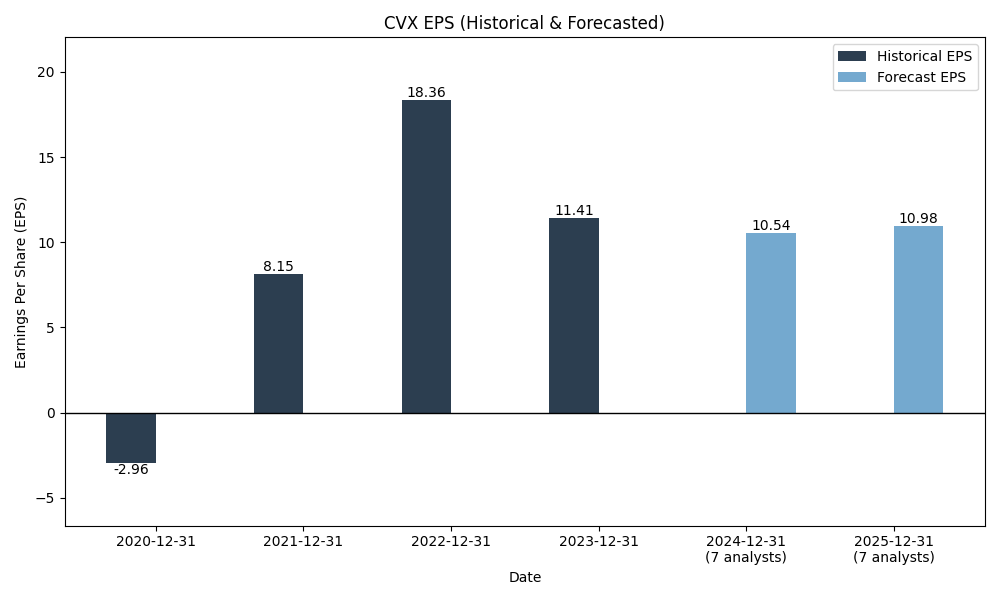 CVX EPS (Historical & Forecasted)
Historical EPS
Forecast EPS
Earnings Per Share (EPS)
20
15
10
5
0
−5
-2.96
8.15
18.36
11.41
10.54
10.98
2020-12-31
2021-12-31
2022-12-31
2023-12-31
2024-12-31
(7 analysts)
2025-12-31
(7 analysts)
Date